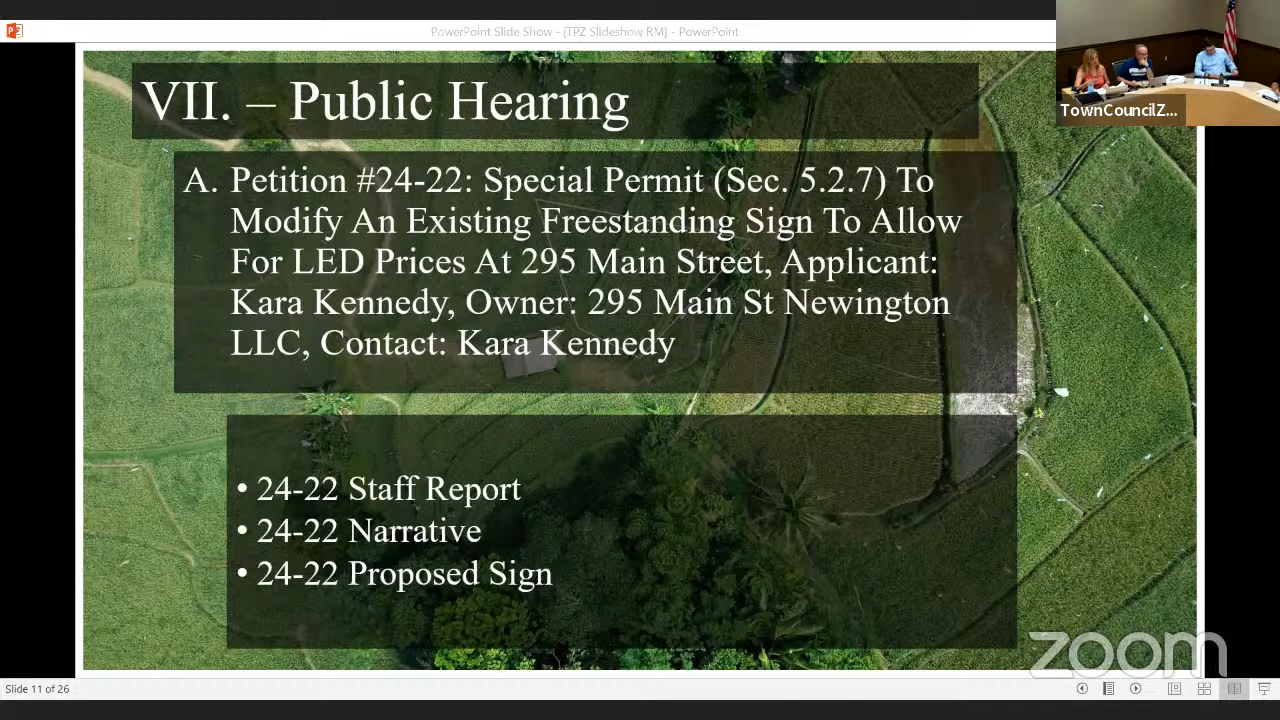 PowerPoint Slide Show - [TPZ Slideshow RM] - PowerPoint
TownCouncilZ...
VII. – Public Hearing
A. Petition #24-22: Special Permit (Sec. 5.2.7) To
Modify An Existing Freestanding Sign To Allow
For LED Prices At 295 Main Street, Applicant:
Kara Kennedy, Owner: 295 Main St Newington
LLC, Contact: Kara Kennedy
• 24-22 Staff Report
• 24-22 Narrative
• 24-22 Proposed Sign
zoom
Slide 11 of 26